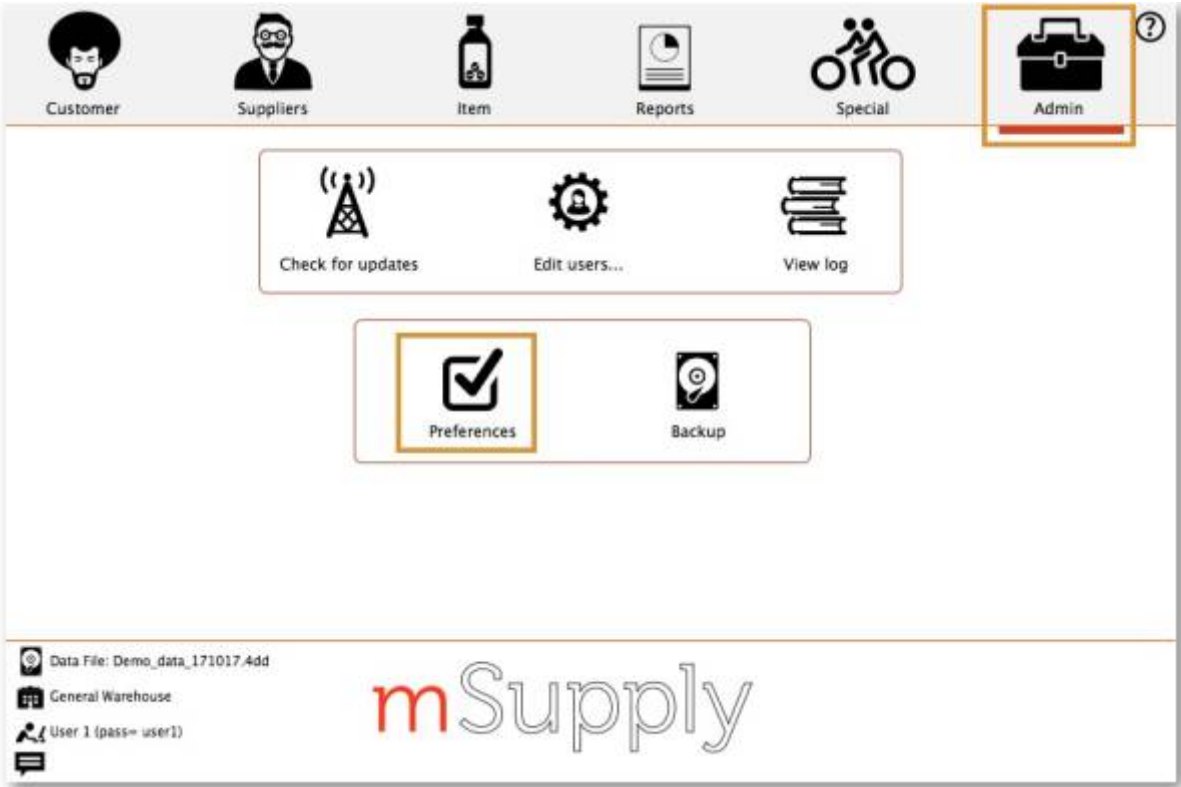 Customer
Suppliers
Item
Reports
Special
Admin
?
Check for updates
Edit users...
View log
Preferences
Backup
Data File: Demo_data_171017.4dd
General Warehouse
User 1 (pass= user1)
mSupply